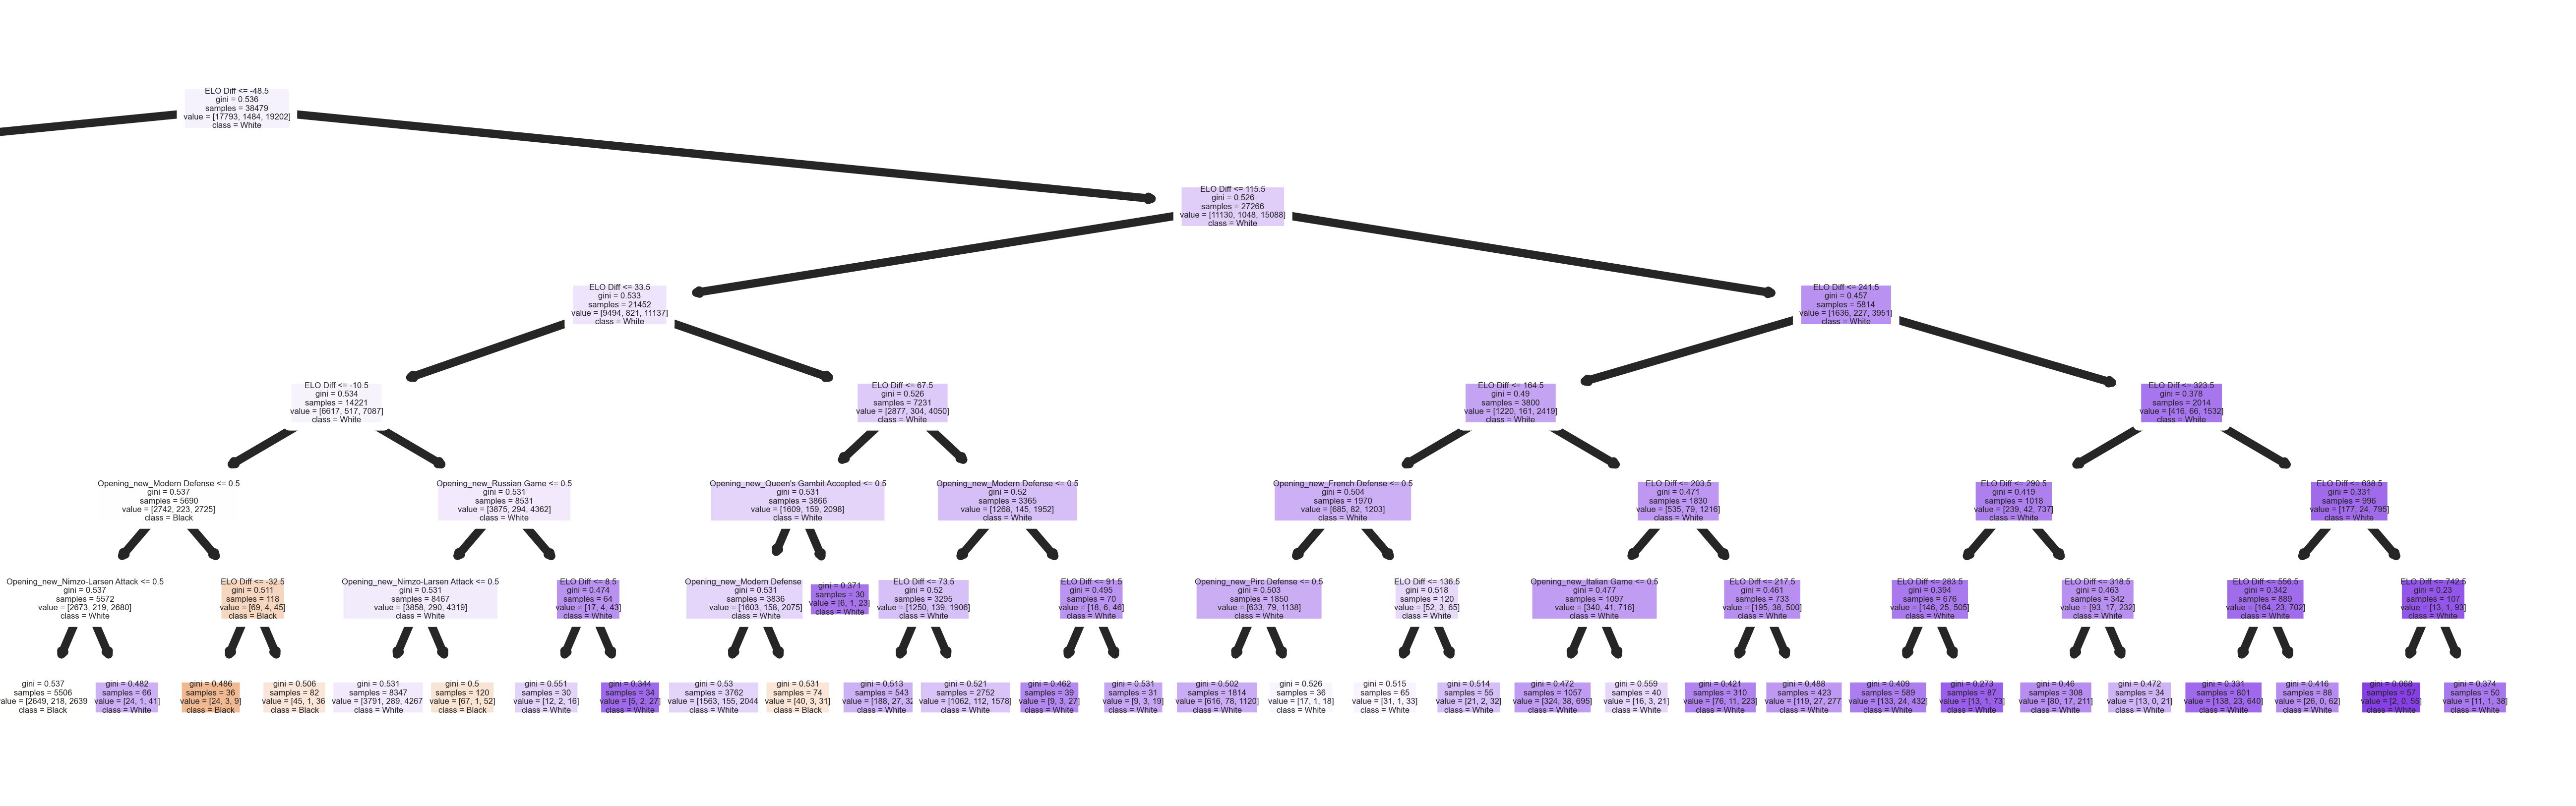 ELO Diff <= -48.5
gini = 0.536
samples = 38479
value = [17793, 1484, 19202]
class = White
ELO Diff <= 115.5
gini = 0.526
samples = 27266
value = [11130, 1048, 15088]
class = White
ELO Diff <= 33.5
gini = 0.533
samples = 21452
value = [9494, 821, 11137]
class = White
ELO Diff <= 241.5
gini = 0.457
samples = 5814
value = [1636, 227, 3951]
class = White
ELO Diff <= -10.5
gini = 0.534
samples = 14221
value = [6617, 517, 7087]
class = White
ELO Diff <= 67.5
gini = 0.526
samples = 7231
value = [2877, 304, 4050]
class = White
ELO Diff <= 164.5
gini = 0.49
samples = 3800
value = [1220, 161, 2419]
class = White
ELO Diff <= 323.5
gini = 0.378
samples = 2014
value = [416, 66, 1532]
class = White
Opening_new_Modern Defense <= 0.5
gini = 0.537
samples = 5690
value = [2742, 223, 2725]
class = Black
Opening_new_Russian Game <= 0.5
gini = 0.531
samples = 8531
value = [3875, 294, 4362]
class = White
Opening_new_Queen's Gambit Accepted <= 0.5
gini = 0.531
samples = 3866
value = [1609, 159, 2098]
class = White
Opening_new_Modern Defense <= 0.5
gini = 0.52
samples = 3365
value = [1268, 145, 1952]
class = White
Opening_new_French Defense <= 0.5
gini = 0.504
samples = 1970
value = [685, 82, 1203]
class = White
ELO Diff <= 203.5
gini = 0.471
samples = 1830
value = [535, 79, 1216]
class = White
ELO Diff <= 290.5
gini = 0.419
samples = 1018
value = [239, 42, 737]
class = White
ELO Diff <= 638.5
gini = 0.331
samples = 996
value = [177, 24, 795]
class = White
Opening_new_Nimzo-Larsen Attack <= 0.5
gini = 0.537
samples = 5572
value = [2673, 219, 2680]
class = White
ELO Diff <= -32.5
gini = 0.511
samples = 118
value = [69, 4, 45]
class = Black
Opening_new_Nimzo-Larsen Attack <= 0.5
gini = 0.531
samples = 8467
value = [3858, 290, 4319]
class = White
ELO Diff <= 8.5
gini = 0.474
samples = 64
value = [17, 4, 43]
class = White
Opening_new_Modern Defense
gini = 0.531
samples = 3836
value = [1603, 158, 2075]
class = White
gini = 0.371
samples = 30
value = [6, 1, 23]
class = White
ELO Diff <= 73.5
gini = 0.52
samples = 3295
value = [1250, 139, 1906]
class = White
ELO Diff <= 91.5
gini = 0.495
samples = 70
value = [18, 6, 46]
class = White
Opening_new_Pirc Defense <= 0.5
gini = 0.503
samples = 1850
value = [633, 79, 1138]
class = White
ELO Diff <= 136.5
gini = 0.518
samples = 120
value = [52, 3, 65]
class = White
Opening_new_Italian Game <= 0.5
gini = 0.477
samples = 1097
value = [340, 41, 716]
class = White
ELO Diff <= 217.5
gini = 0.461
samples = 733
value = [195, 38, 500]
class = White
ELO Diff <= 283.5
gini = 0.394
samples = 676
value = [146, 25, 505]
class = White
ELO Diff <= 318.5
gini = 0.463
samples = 342
value = [93, 17, 232]
class = White
ELO Diff <= 556.5
gini = 0.342
samples = 889
value = [164, 23, 702]
class = White
ELO Diff <= 742.5
gini = 0.23
samples = 107
value = [13, 1, 93]
class = White
gini = 0.537
samples = 5506
value = [2649, 218, 2639
class = Black
gini = 0.482
samples = 66
value = [24, 1, 41]
class = White
gini = 0.486
samples = 36
value = [24, 3, 9]
class = Black
gini = 0.506
samples = 82
value = [45, 1, 36
class = Black
gini = 0.531
samples = 8347
value = [3791, 289, 4267
class = White
gini = 0.5
samples = 120
value = [67, 1, 52]
class = Black
gini = 0.551
samples = 30
value = [12, 2, 16]
class = White
gini = 0.344
samples = 34
value = [5, 2, 27]
class = White
gini = 0.53
samples = 3762
value = [1563, 155, 2044
class = White
gini = 0.531
samples = 74
value = [40, 3, 31]
class = Black
gini = 0.513
samples = 543
value = [188, 27, 32
class = White
gini = 0.521
samples = 2752
value = [1062, 112, 1578]
class = White
gini = 0.462
samples = 39
value = [9, 3, 27]
class = White
gini = 0.531
samples = 31
value = [9, 3, 19]
class = White
gini = 0.502
samples = 1814
value = [616, 78, 1120]
class = White
gini = 0.526
samples = 36
value = [17, 1, 18]
class = White
gini = 0.515
samples = 65
value = [31, 1, 33]
class = White
gini = 0.514
samples = 55
value = [21, 2, 32]
class = White
gini = 0.472
samples = 1057
value = [324, 38, 695]
class = White
gini = 0.559
samples = 40
value = [16, 3, 21]
class = White
gini = 0.421
samples = 310
value = [76, 11, 223]
class = White
gini = 0.488
samples = 423
value = [119, 27, 277
class = White
gini = 0.409
samples = 589
value = [133, 24, 432]
class = White
gini = 0.273
samples = 87
value = [13, 1, 73]
class = White
gini = 0.46
samples = 308
value = [80, 17, 211]
class = White
gini = 0.472
samples = 34
value = [13, 0, 21]
class = White
gini = 0.331
samples = 801
value = [138, 23, 640]
class = White
gini = 0.416
samples = 88
value = [26, 0, 62]
class = White
gini = 0.068
samples = 57
value = [2, 0, 55]
class = White
gini = 0.374
samples = 50
value = [11, 1, 38]
class = White